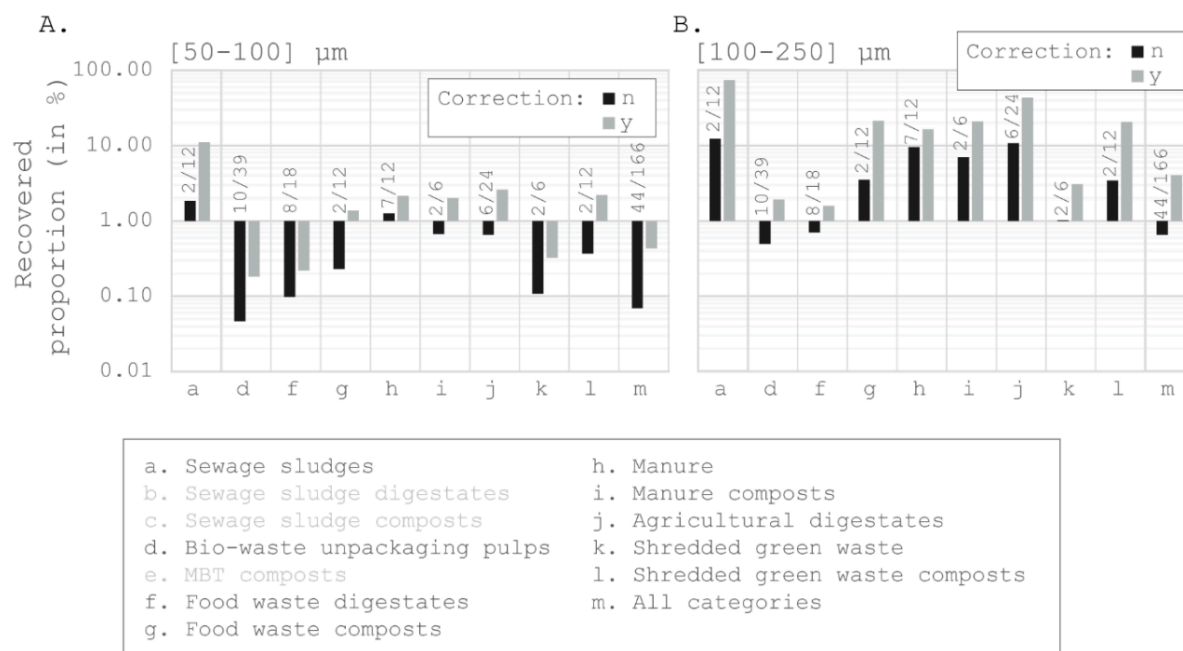 A.
[50-100] µm
Recovered
proportion (in %)
100.00
10.00
1.00
0.10
0.01
Correction: n
y
2/12
10/39
8/18
2/12
7/12
2/6
6/24
2/6
2/12
44/166
a d f g h i j k l m
B.
[100-250] µm
Correction: n
y
2/12
10/39
8/18
2/12
7/12
2/6
6/24
2/6
2/12
44/166
a d f g h i j k l m
a. Sewage sludges
b. Sewage sludge digestates
c. Sewage sludge composts
d. Bio-waste unpackaging pulps
e. MBT composts
f. Food waste digestates
g. Food waste composts
h. Manure
i. Manure composts
j. Agricultural digestates
k. Shredded green waste
l. Shredded green waste composts
m. All categories